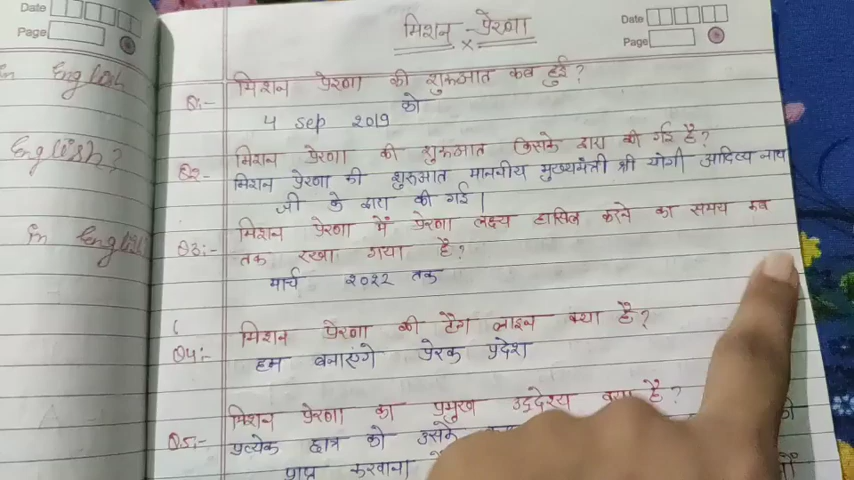 Date
Page
Date
Page
In English
English?
In English
मिशन - प्रेरणा
x
Q1:- मिशन प्रेरणा की शुरुआत कब हुई?
4 Sep 2019 को
Q2:- मिशन प्रेरणा की शुरुआत किसके द्वारा की गई है?
मिशन प्रेरणा की शुरुआत माननीय मुख्यमंत्री श्री योगी आदित्य नाथ
जी के द्वारा की गई।
Q3:- मिशन प्रेरणा में प्रेरणा लक्ष्य हासिल करने का समय कब
तक रखा गया है?
मार्च २०२२ तक
Q4:- मिशन प्रेरणा की टैग लाइन क्या है?
हम बनाएंगे प्रेरक प्रदेश
Q5:- मिशन प्रेरणा का प्रमुख उद्देश्य क्या है?
प्रत्येक छात्र को उसके
प्राप्त करवाना